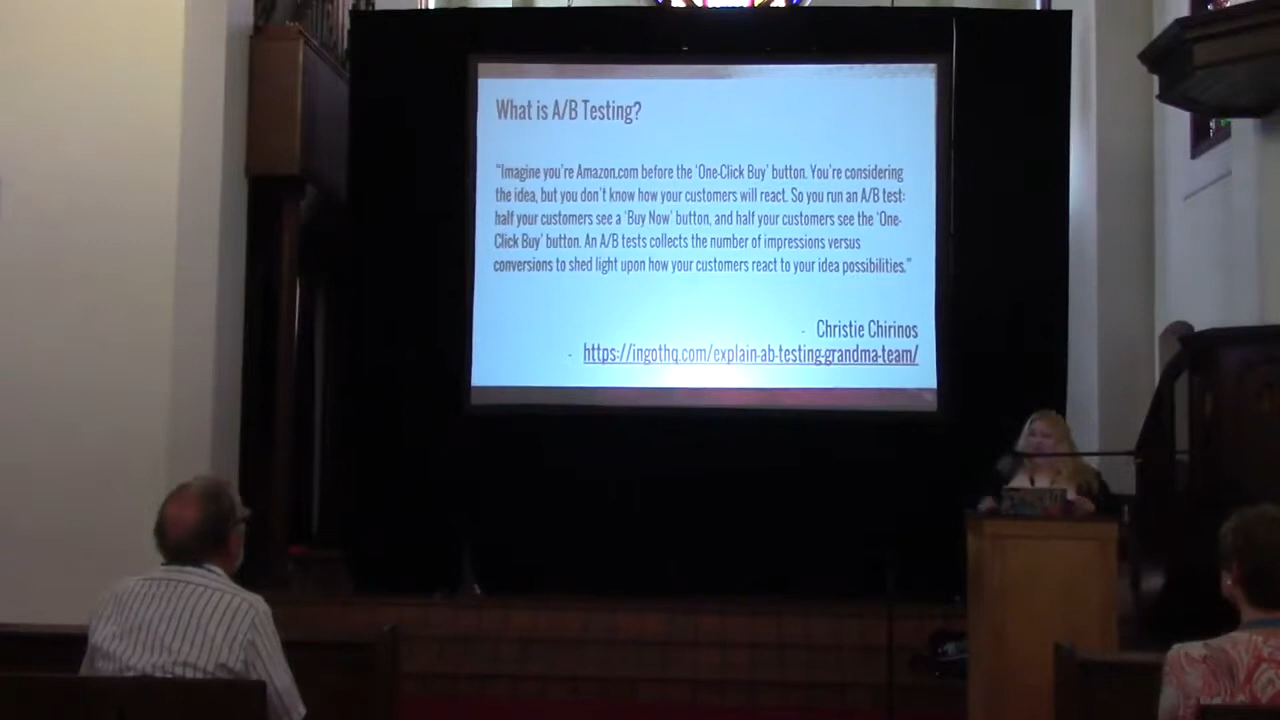 What is A/B Testing?
“Imagine you're Amazon.com before the ‘One-Click Buy’ button. You're considering
the idea, but you don't know how your customers will react. So you run an A/B test:
half your customers see a ‘Buy Now’ button, and half your customers see the ‘One-
Click Buy’ button. An A/B tests collects the number of impressions versus
conversions to shed light upon how your customers react to your idea possibilities.”
- Christie Chirinos
- https://ingothq.com/explain-ab-testing-grandma-team/